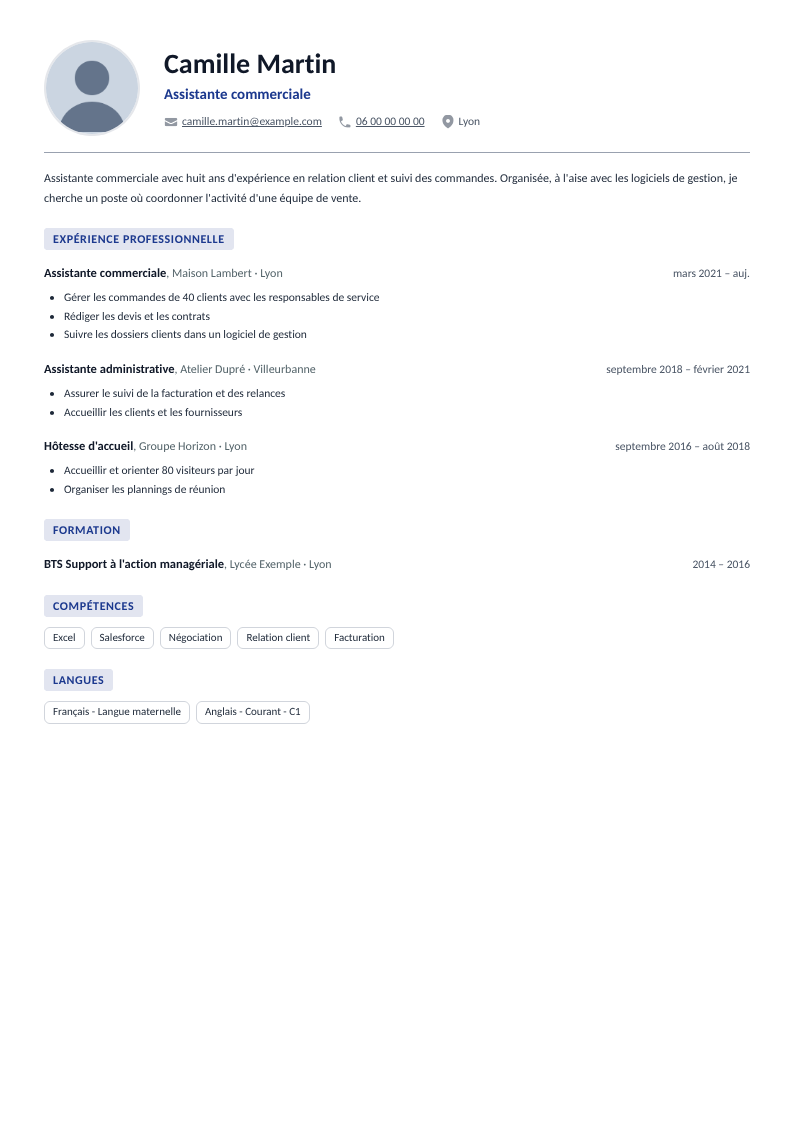 Camille Martin
Assistante commerciale
camille.martin@example.com 06 00 00 00 00 Lyon
Assistante commerciale avec huit ans d'expérience en relation client et suivi des commandes. Organisée, à l'aise avec les logiciels de gestion, je
cherche un poste où coordonner l'activité d'une équipe de vente.
EXPÉRIENCE PROFESSIONNELLE
Assistante commerciale, Maison Lambert · Lyon mars 2021 – auj.
• Gérer les commandes de 40 clients avec les responsables de service
• Rédiger les devis et les contrats
• Suivre les dossiers clients dans un logiciel de gestion
Assistante administrative, Atelier Dupré · Villeurbanne septembre 2018 – février 2021
• Assurer le suivi de la facturation et des relances
• Accueillir les clients et les fournisseurs
Hôtesse d'accueil, Groupe Horizon · Lyon septembre 2016 – août 2018
• Accueillir et orienter 80 visiteurs par jour
• Organiser les plannings de réunion
FORMATION
BTS Support à l'action managériale, Lycée Exemple · Lyon 2014 – 2016
COMPÉTENCES
Excel Salesforce Négociation Relation client Facturation
LANGUES
Français - Langue maternelle Anglais - Courant - C1